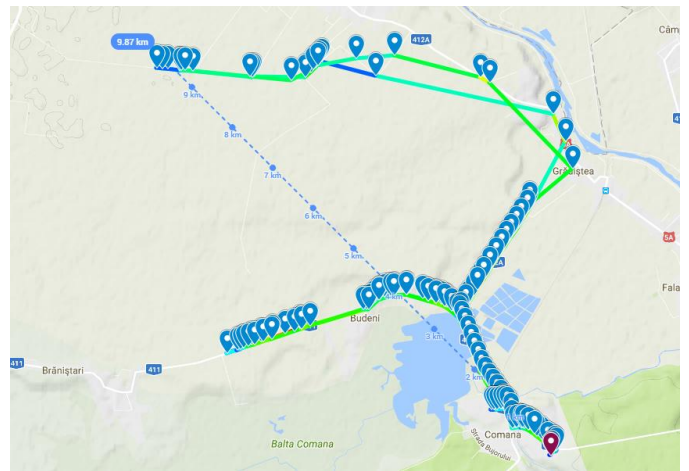 9.87 km
412A
Câm
9 km
8 km
7 km
Grădiștea
6 km
5A
5 km
4 km
Fala
Budeni
3 km
411
Brăniștari
411
2 km
Comana
Strada Bujorului
Balta Comana